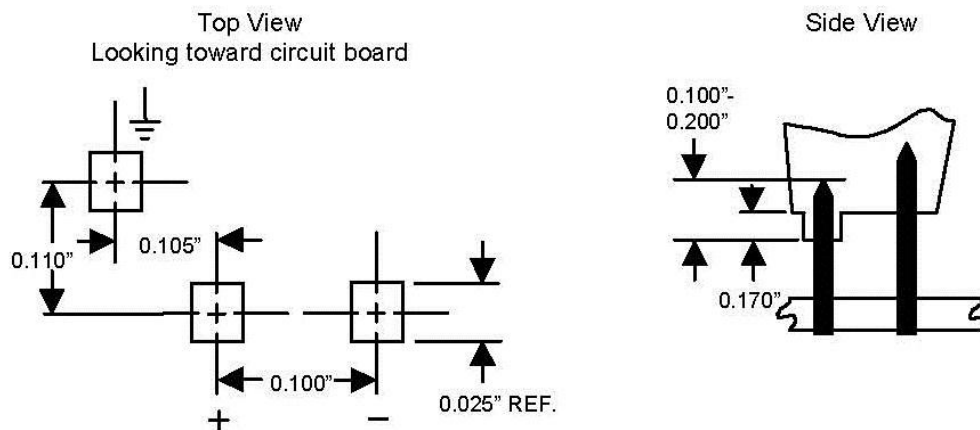 Top View
Looking toward circuit board
Side View
0.100”-
0.200”
0.105”
0.110”
0.170”
0.100”
0.025” REF.
+
−